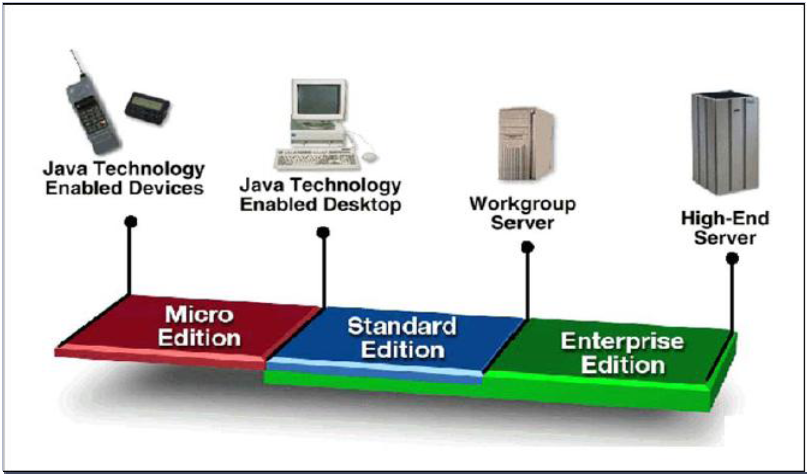 Java Technology
Enabled Devices
Java Technology
Enabled Desktop
Workgroup
Server
High-End
Server
Micro
Edition
Standard
Edition
Enterprise
Edition